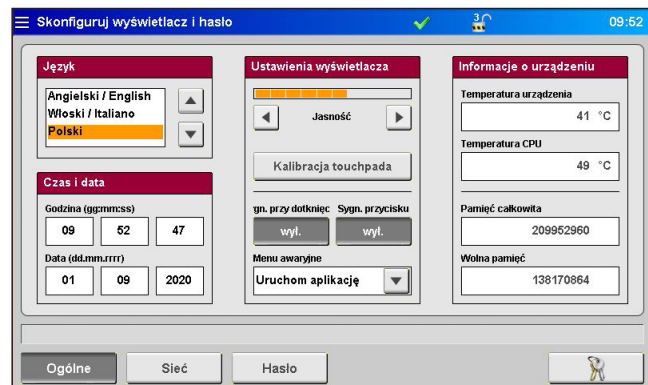 Skonfiguruj wyświetlacz i hasło
3
09:52
Język
Angielski / English
Włoski / Italiano
Polski
Czas i data
Godzina (gg:mm:ss)
09 52 47
Data (dd.mm.rrrr)
01 09 2020
Ustawienia wyświetlacza
Jasność
Kalibracja touchpada
gn. przy dotknięc Sygn. przycisku
wył. wył.
Menu awaryjne
Uruchom aplikację
Informacje o urządzeniu
Temperatura urządzenia
41 °C
Temperatura CPU
49 °C
Pamięć całkowita
209952960
Wolna pamięć
138170864
Ogólne Sieć Hasło